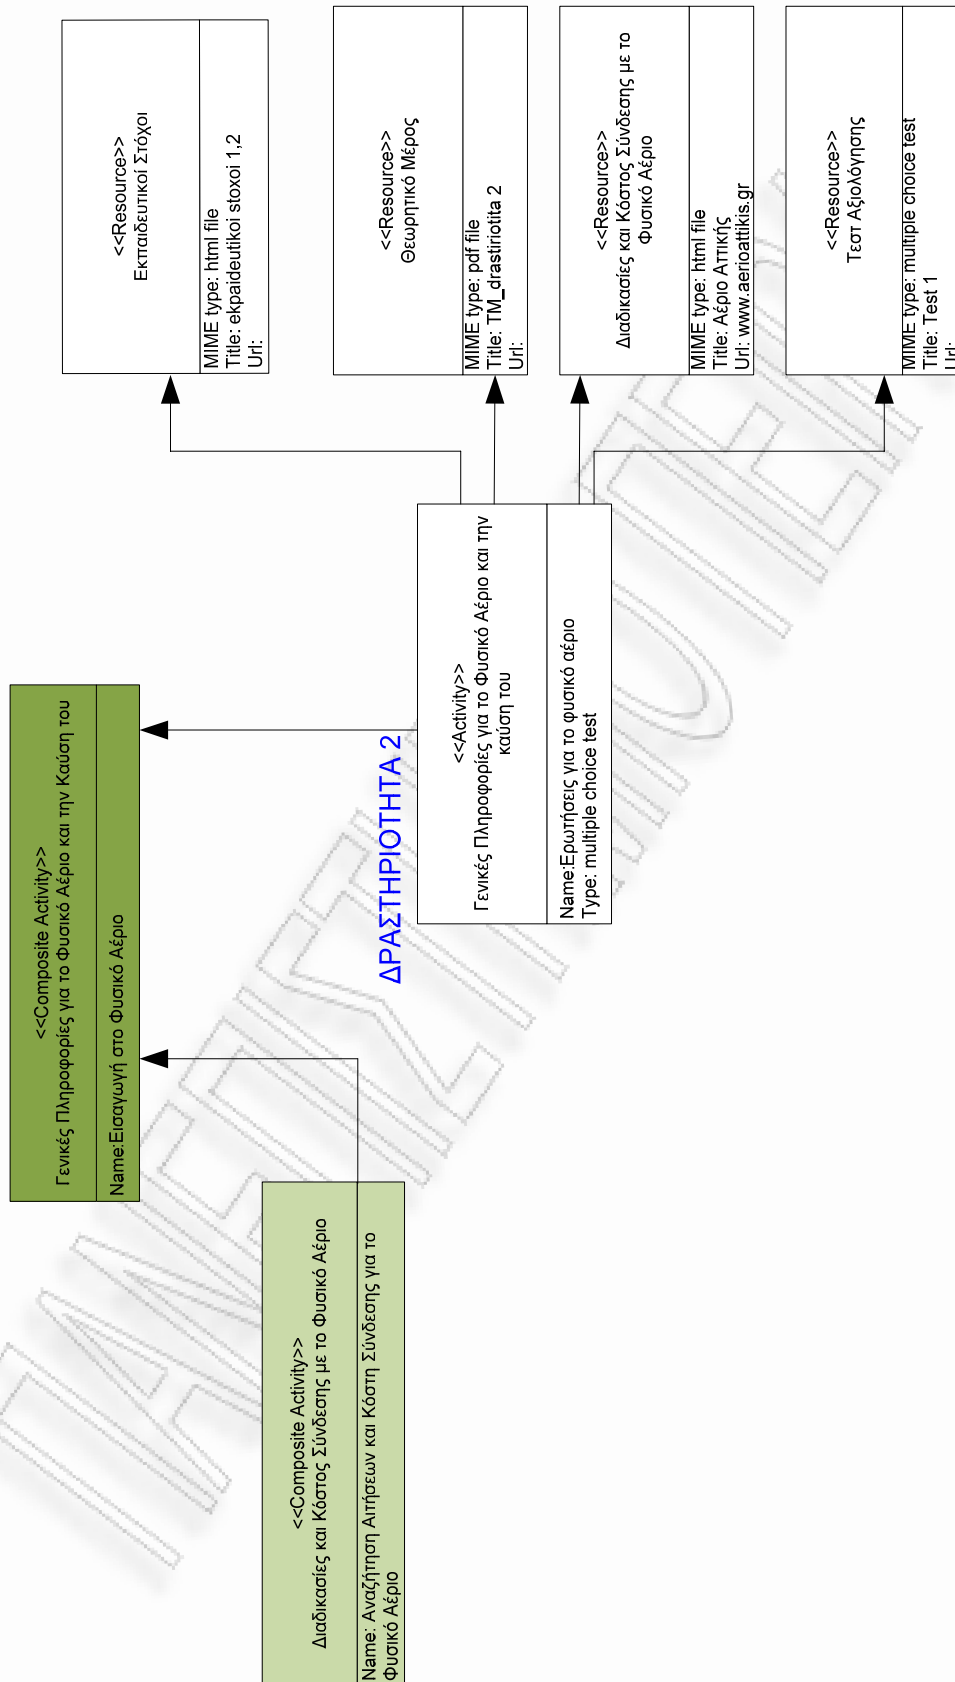 <<Composite Activity>>
Γενικές Πληροφορίες για το Φυσικό Αέριο και την Καύση του
Name:Εισαγωγή στο Φυσικό Αέριο
<<Composite Activity>>
Διαδικασίες και Κόστος Σύνδεσης με το Φυσικό Αέριο
Name: Αναζήτηση Αιτήσεων και Κόστη Σύνδεσης για το
Φυσικό Αέριο
ΔΡΑΣΤΗΡΙΟΤΗΤΑ 2
<<Activity>>
Γενικές Πληροφορίες για το Φυσικό Αέριο και την
καύση του
Name:Ερωτήσεις για το φυσικό αέριο
Type: multiple choice test
<<Resource>>
Εκπαιδευτικοί Στόχοι
MIME type: html file
Title: ekpaideutikoi stoxoi 1,2
Url:
<<Resource>>
Θεωρητικό Μέρος
MIME type: pdf file
Title: TM_drastiriotita 2
Url:
<<Resource>>
Διαδικασίες και Κόστος Σύνδεσης με το
Φυσικό Αέριο
MIME type: html file
Title: Αέριο Αττικής
Url: www.aerioattikis.gr
<<Resource>>
Τεστ Αξιολόγησης
MIME type: multiple choice test
Title: Test 1
Url: